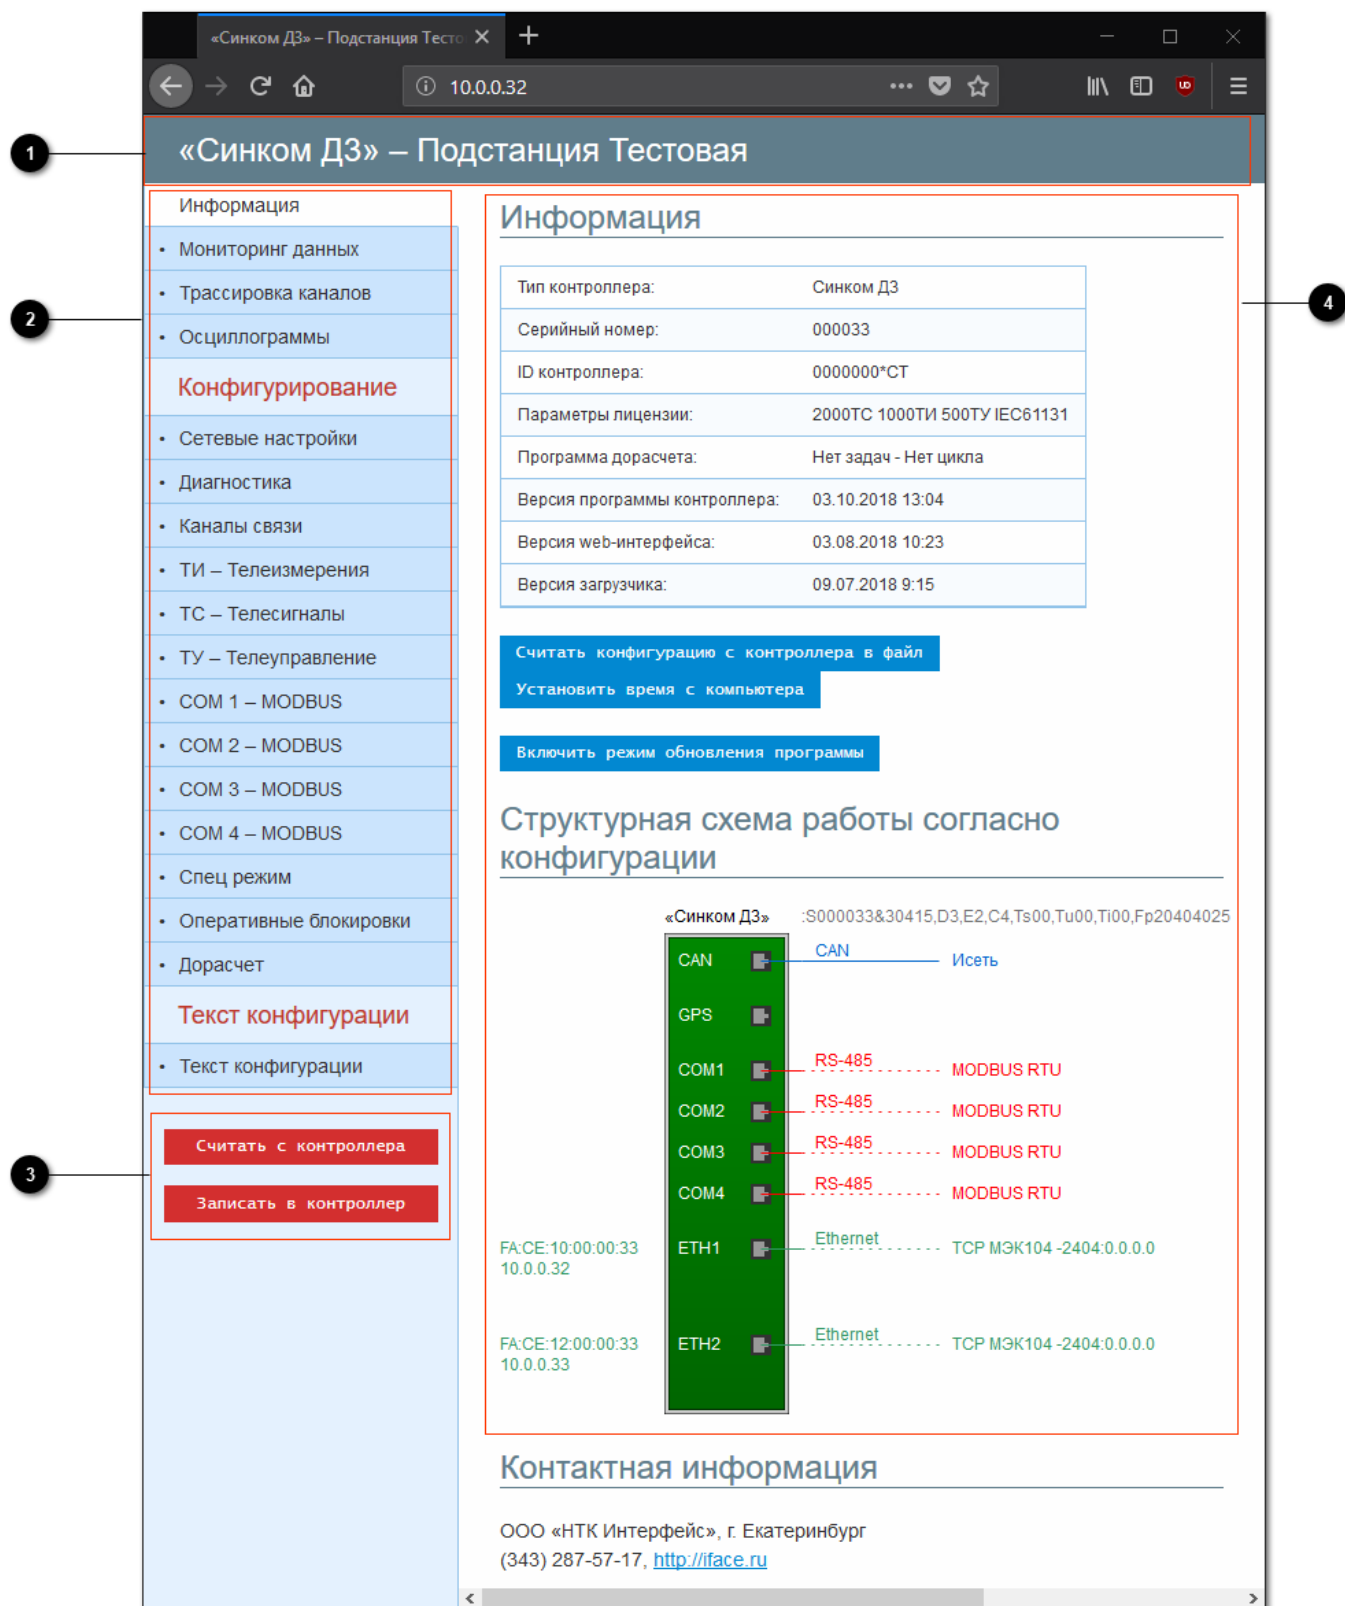 «Синком ДЗ» – Подстанция Тесто
10.0.0.32
1
«Синком ДЗ» – Подстанция Тестовая
2
Информация
• Мониторинг данных
• Трассировка каналов
• Осциллограммы
Конфигурирование
• Сетевые настройки
• Диагностика
• Каналы связи
• ТИ – Телеизмерения
• ТС – Телесигналы
• ТУ – Телеуправление
• COM 1 – MODBUS
• COM 2 – MODBUS
• COM 3 – MODBUS
• COM 4 – MODBUS
• Спец режим
• Оперативные блокировки
• Дорасчет
Текст конфигурации
• Текст конфигурации
3
Считать с контроллера
Записать в контроллер
4
Информация
Тип контроллера: Синком ДЗ
Серийный номер: 000033
ID контроллера: 0000000*CT
Параметры лицензии: 2000ТС 1000ТИ 500ТУ IEC61131
Программа дорасчета: Нет задач - Нет цикла
Версия программы контроллера: 03.10.2018 13:04
Версия web-интерфейса: 03.08.2018 10:23
Версия загрузчика: 09.07.2018 9:15
Считать конфигурацию с контроллера в файл
Установить время с компьютера
Включить режим обновления программы
Структурная схема работы согласно
конфигурации
«Синком ДЗ» :S000033&30415,D3,E2,C4,Ts00,Tu00,Ti00,Fp20404025
CAN CAN Исеть
GPS
COM1 RS-485 MODBUS RTU
COM2 RS-485 MODBUS RTU
COM3 RS-485 MODBUS RTU
COM4 RS-485 MODBUS RTU
FA:CE:10:00:00:33 ETH1 Ethernet TCP МЭК104 -2404:0.0.0.0
10.0.0.32
FA:CE:12:00:00:33 ETH2 Ethernet TCP МЭК104 -2404:0.0.0.0
10.0.0.33
Контактная информация
ООО «НТК Интерфейс», г. Екатеринбург
(343) 287-57-17, http://iface.ru